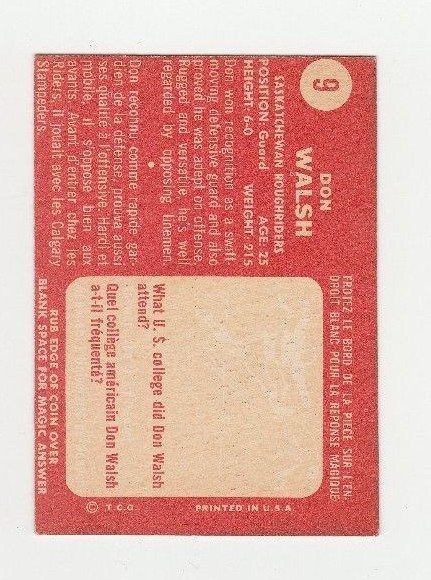 9
DON
WALSH
SASKATCHEWAN ROUGHRIDERS
POSITION: Guard AGE: 25
HEIGHT: 6-0 WEIGHT: 215
Don won recognition as a swift-
moving defensive guard and also
proved he was adept on offense.
Rugged and versatile, he's well
regarded by opposing linemen.
Don reconnu comme rapide gar-
dien de la défense, prouva aussi
ses qualité à l'offensive. Hardi et
mobile, il s'oppose bien aux
avants. Avant d'entrer chez les
Riders, il jouait avec les Calgary
Stampeders.
FROTEZ LE BORD DE LA PIECE SUR L'EN-
DROIT BLANC POUR LA REPONSE MAGIQUE
What U. S. college did Don Walsh
attend?
Quel collège américain Don Walsh
a-t-il fréquenté?
RUB EDGE OF COIN OVER
BLANK SPACE FOR MAGIC ANSWER
© T.C.G. PRINTED IN U.S.A.